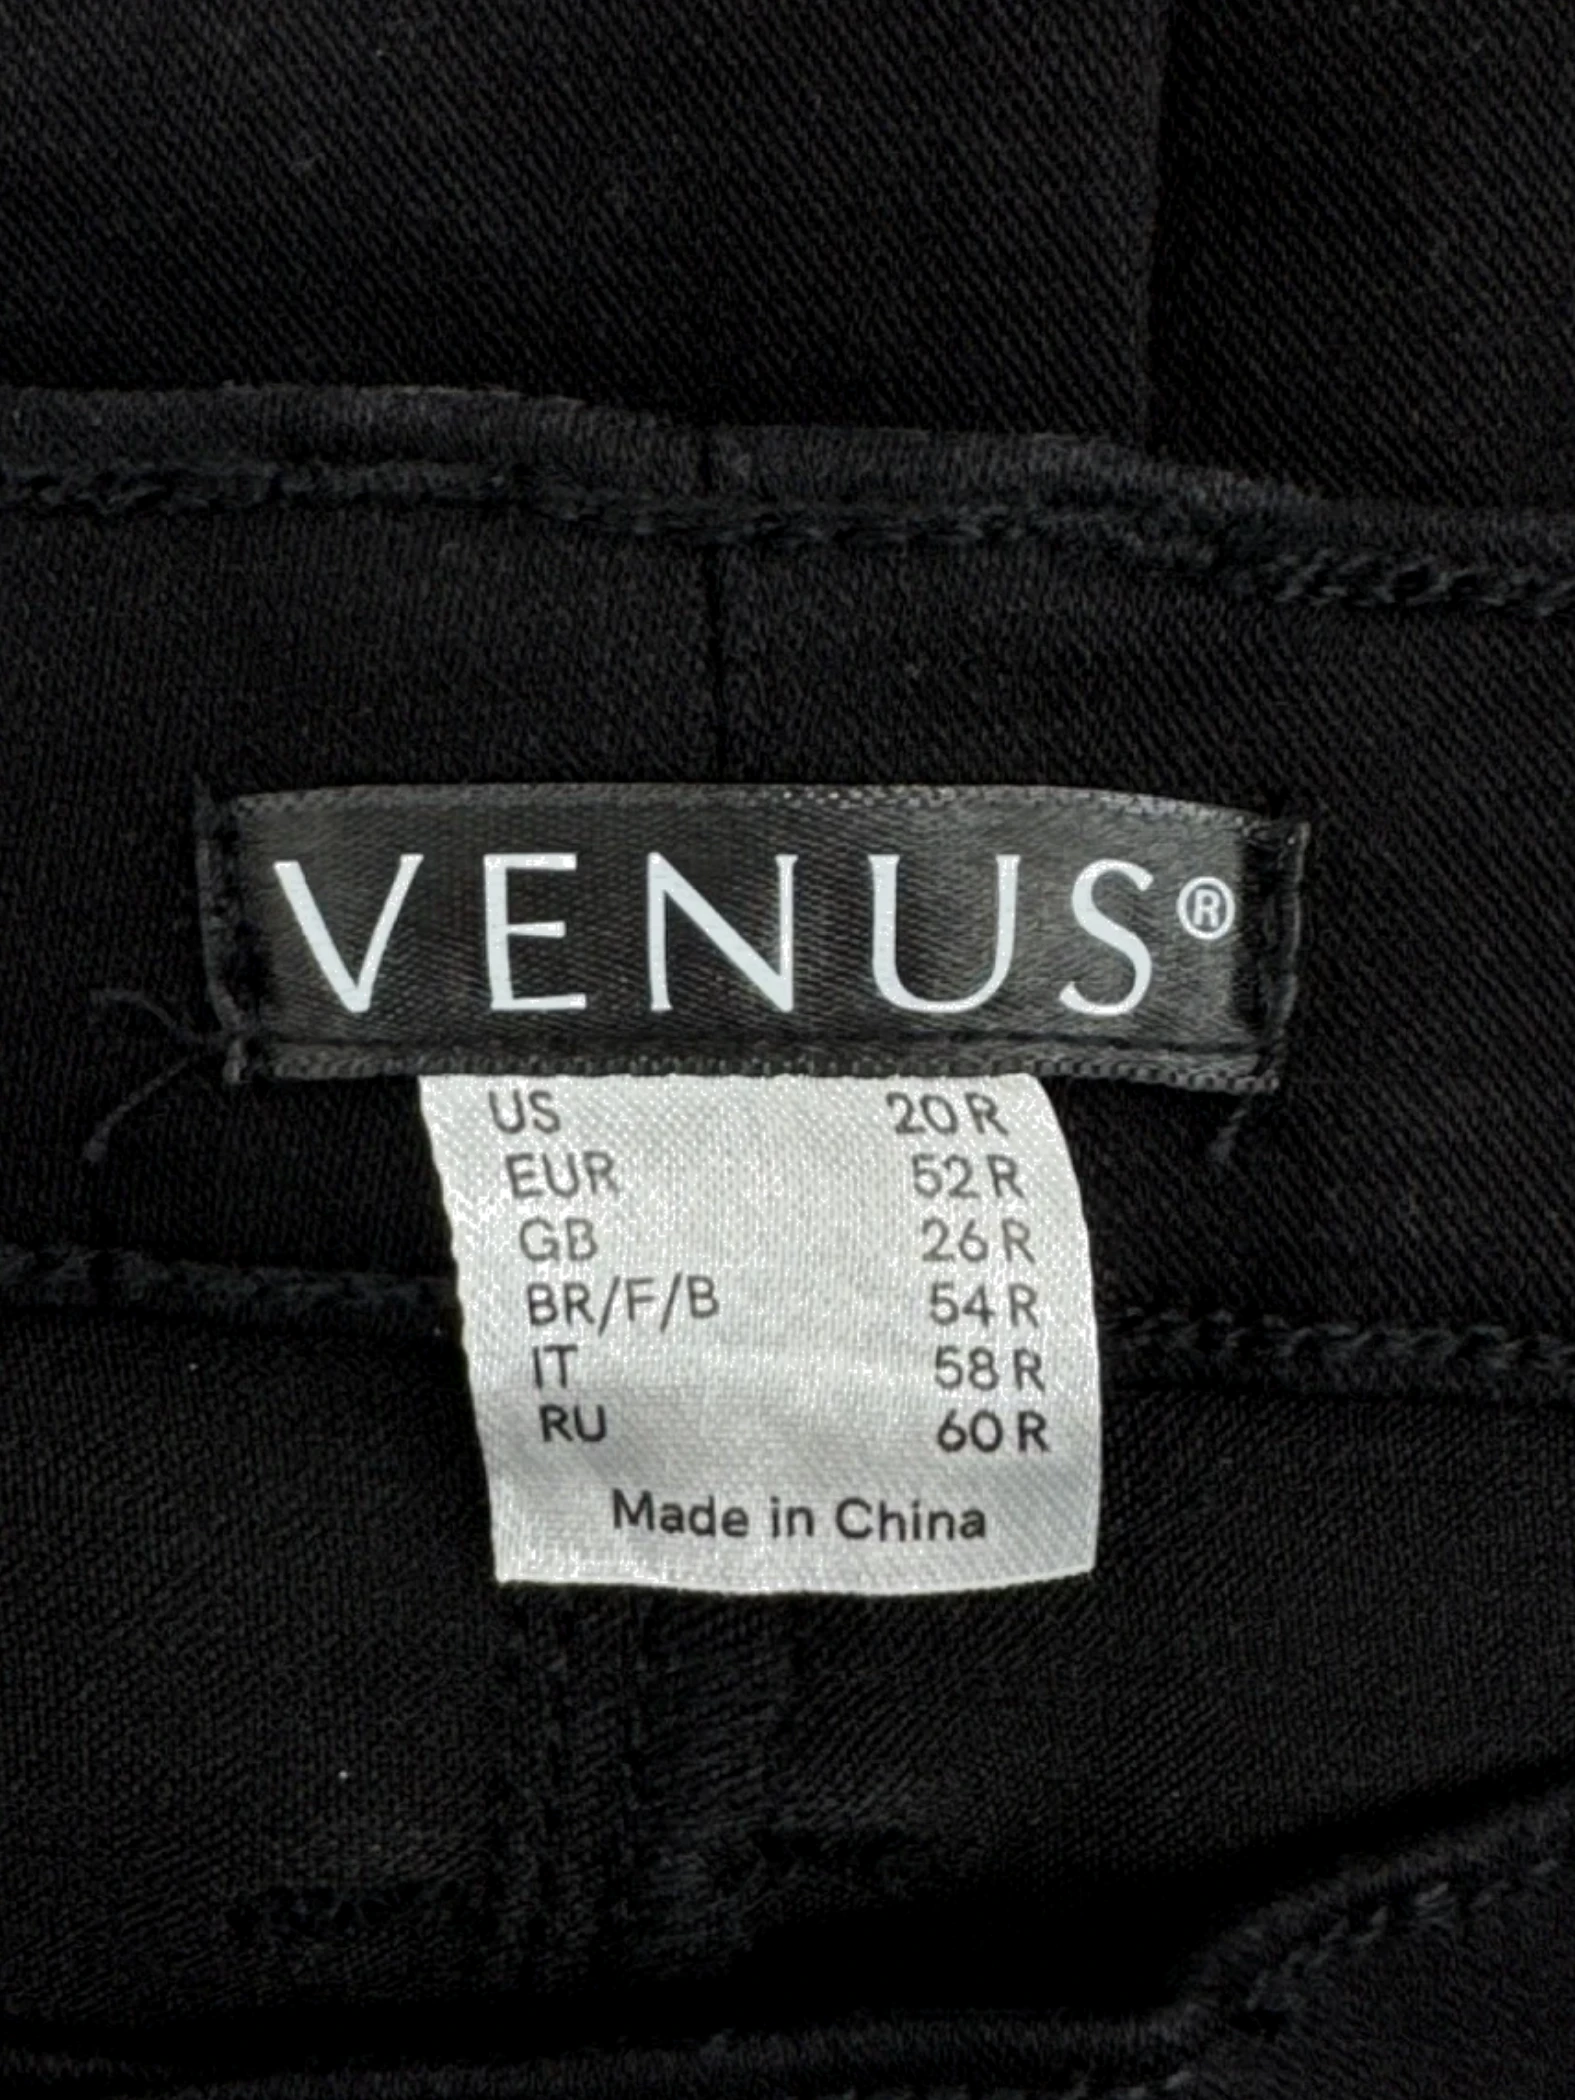 VENUS®
US 20 R
EUR 52 R
GB 26 R
BR/F/B 54 R
IT 58 R
RU 60 R
Made in China